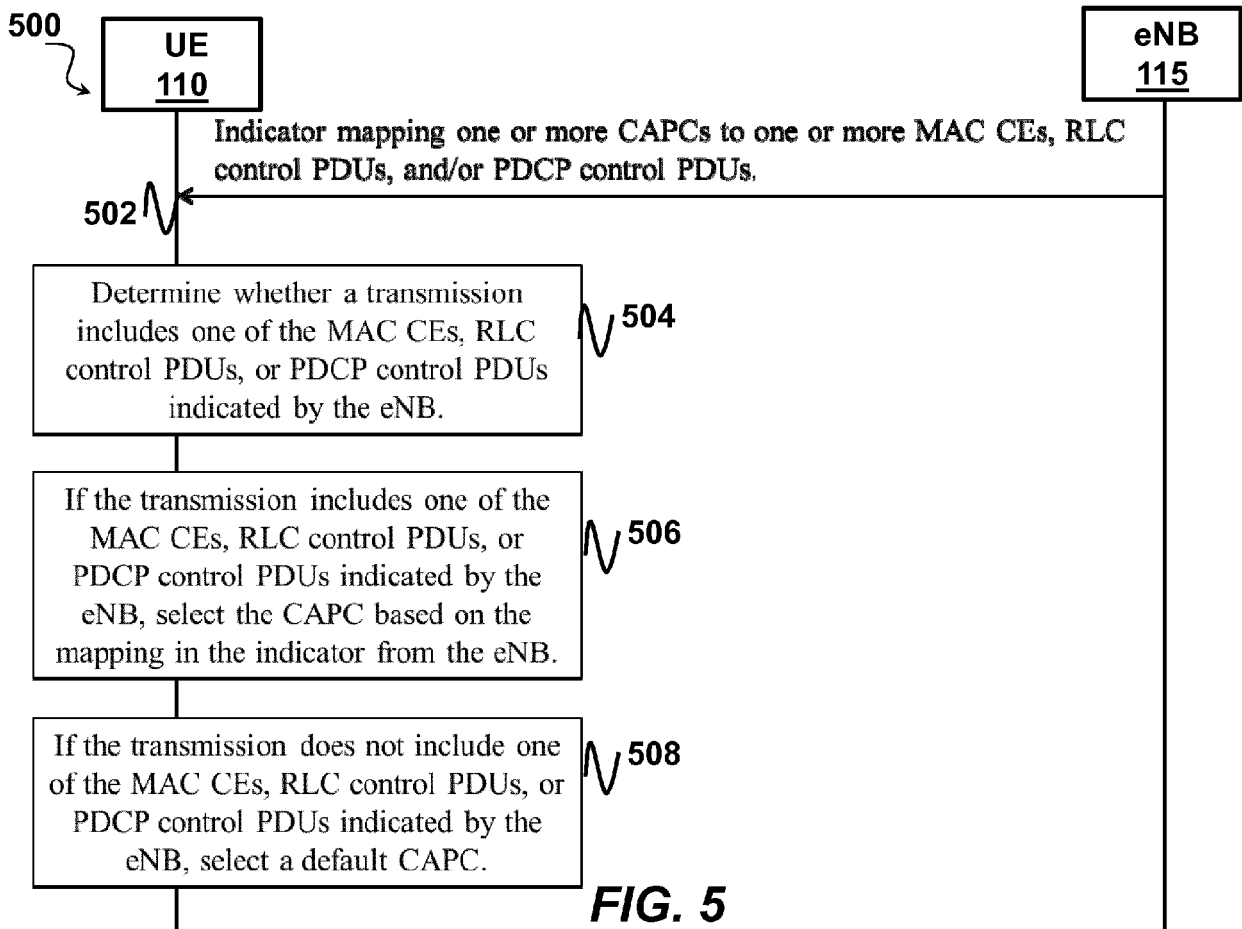 500
UE
110
eNB
115
Indicator mapping one or more CAPCs to one or more MAC CEs, RLC
control PDUs, and/or PDCP control PDUs.
502
Determine whether a transmission
includes one of the MAC CEs, RLC
control PDUs, or PDCP control PDUs
indicated by the eNB.
504
If the transmission includes one of the
MAC CEs, RLC control PDUs, or
PDCP control PDUs indicated by the
eNB, select the CAPC based on the
mapping in the indicator from the eNB.
506
If the transmission does not include one
of the MAC CEs, RLC control PDUs, or
PDCP control PDUs indicated by the
eNB, select a default CAPC.
508
FIG. 5